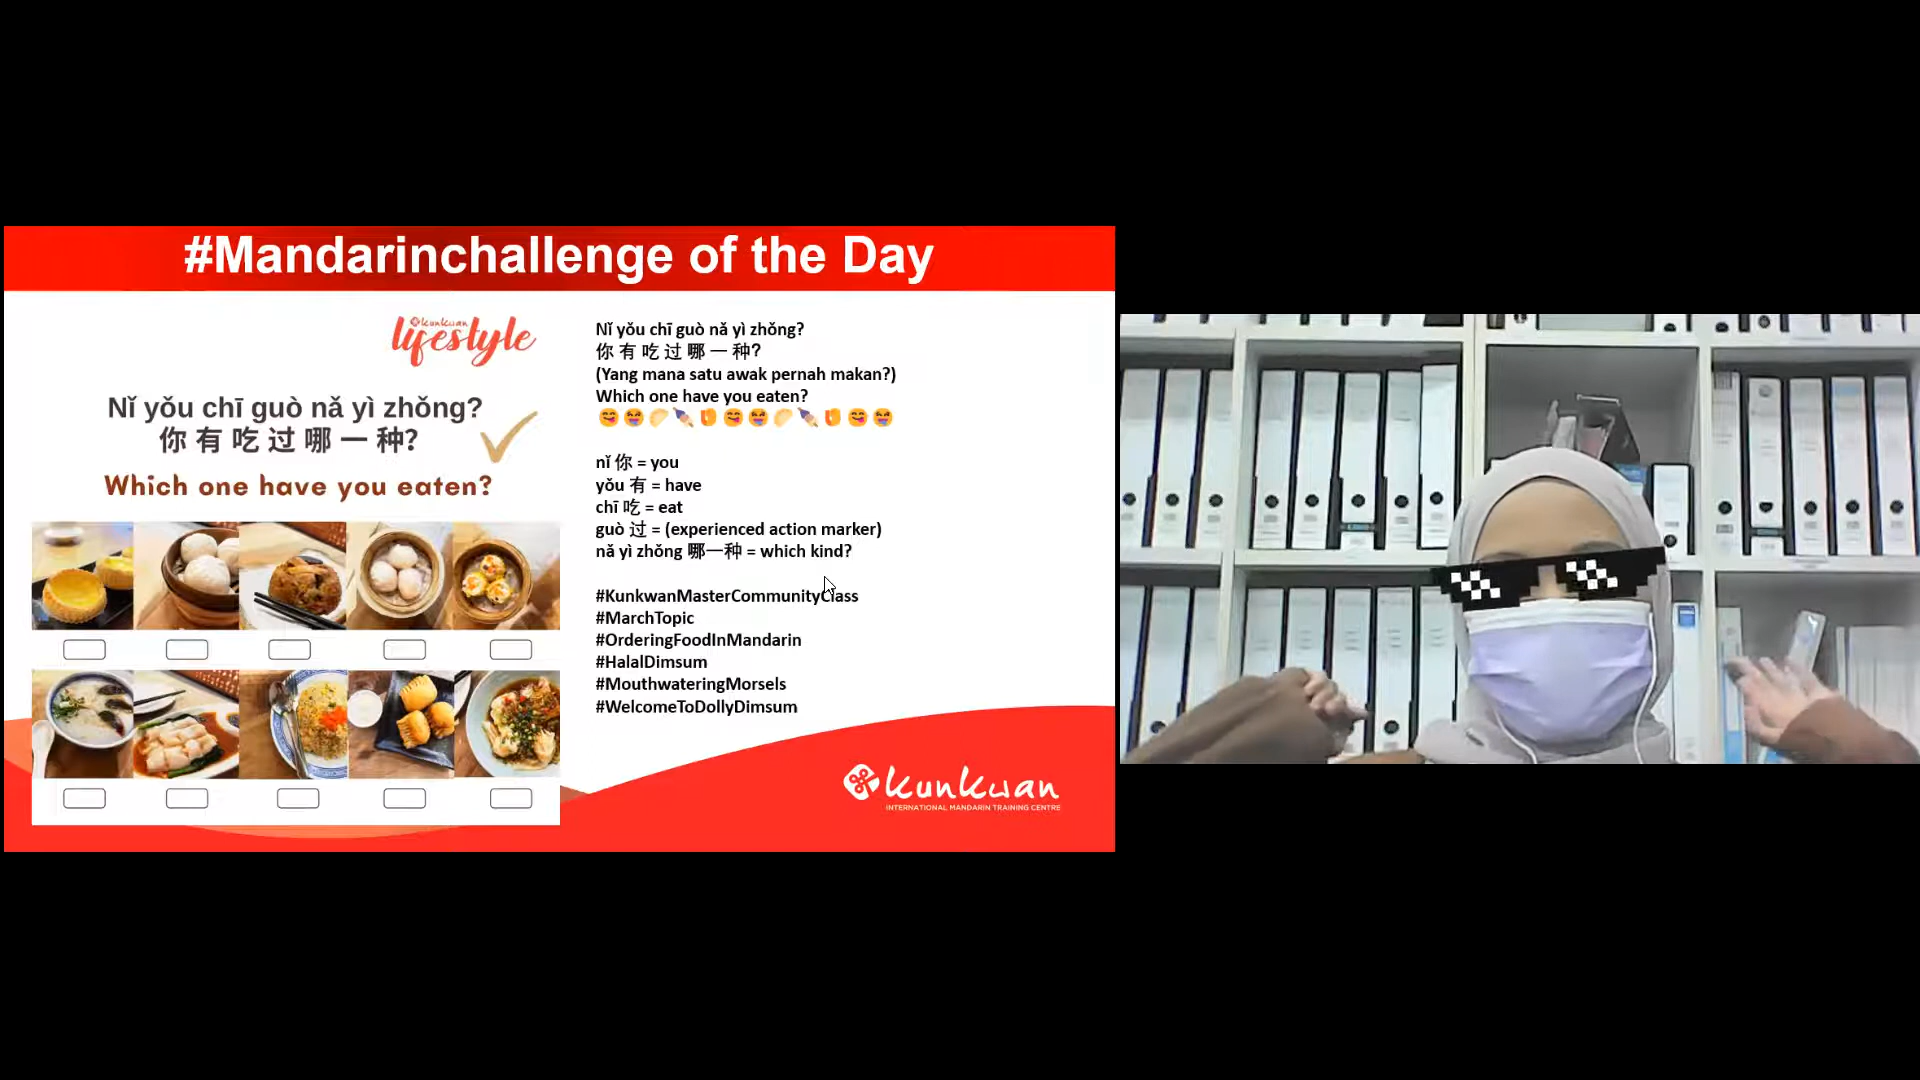 #Mandarinchallenge of the Day
kunkwan
lifestyle
Nǐ yǒu chī guò nǎ yì zhǒng?
你 有 吃 过 哪 一 种?
Which one have you eaten?
Nǐ yǒu chī guò nǎ yì zhǒng?
你 有 吃 过 哪 一 种?
(Yang mana satu awak pernah makan?)
Which one have you eaten?
nǐ 你 = you
yǒu 有 = have
chī 吃 = eat
guò 过 = (experienced action marker)
nǎ yì zhǒng 哪一种 = which kind?
#KunkwanMasterCommunityClass
#MarchTopic
#OrderingFoodInMandarin
#HalalDimsum
#MouthwateringMorsels
#WelcomeToDollyDimsum
kunkwan
INTERNATIONAL MANDARIN TRAINING CENTRE